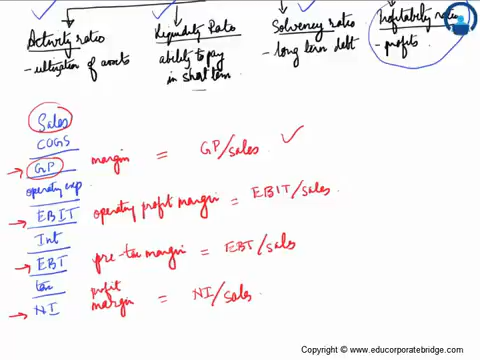 Activity ratio
Liquidity Ratio
Solvency ratio
Profitability ratio
- utilization of assets
ability to pay
in short term
- long term debt
- profits
Sales
COGS
GP margin = GP/sales
operating exp
EBIT operating profit margin = EBIT/sales
Int
EBT pre-tax margin = EBT/sales
tax
NI profit margin = NI/sales
Copyright © www.educorporatebridge.com